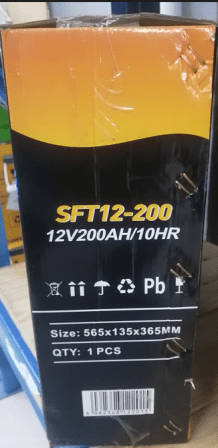 SFT12-200
12V200AH/10HR
Pb
Size: 565x135x365MM
QTY: 1 PCS